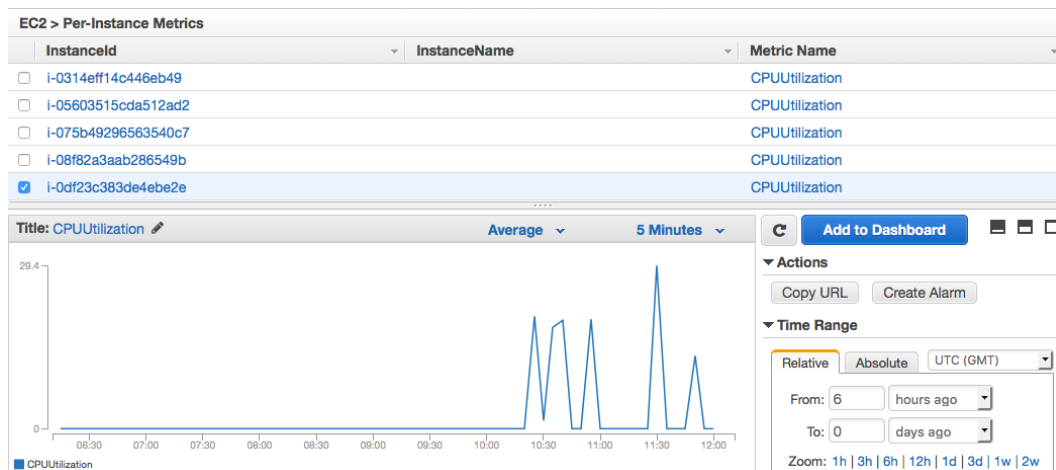 EC2 > Per-Instance Metrics
InstanceId InstanceName Metric Name
i-0314eff14c446eb49 CPUUtilization
i-05603515cda512ad2 CPUUtilization
i-075b49296563540c7 CPUUtilization
i-08f82a3aab286549b CPUUtilization
i-0df23c383de4ebe2e CPUUtilization
Title: CPUUtilization Average 5 Minutes Add to Dashboard
29.4
0
06:30 07:00 07:30 08:00 08:30 09:00 09:30 10:00 10:30 11:00 11:30 12:00
CPUUtilization
Actions
Copy URL Create Alarm
Time Range
Relative Absolute UTC (GMT)
From: 6 hours ago
To: 0 days ago
Zoom: 1h | 3h | 6h | 12h | 1d | 3d | 1w | 2w